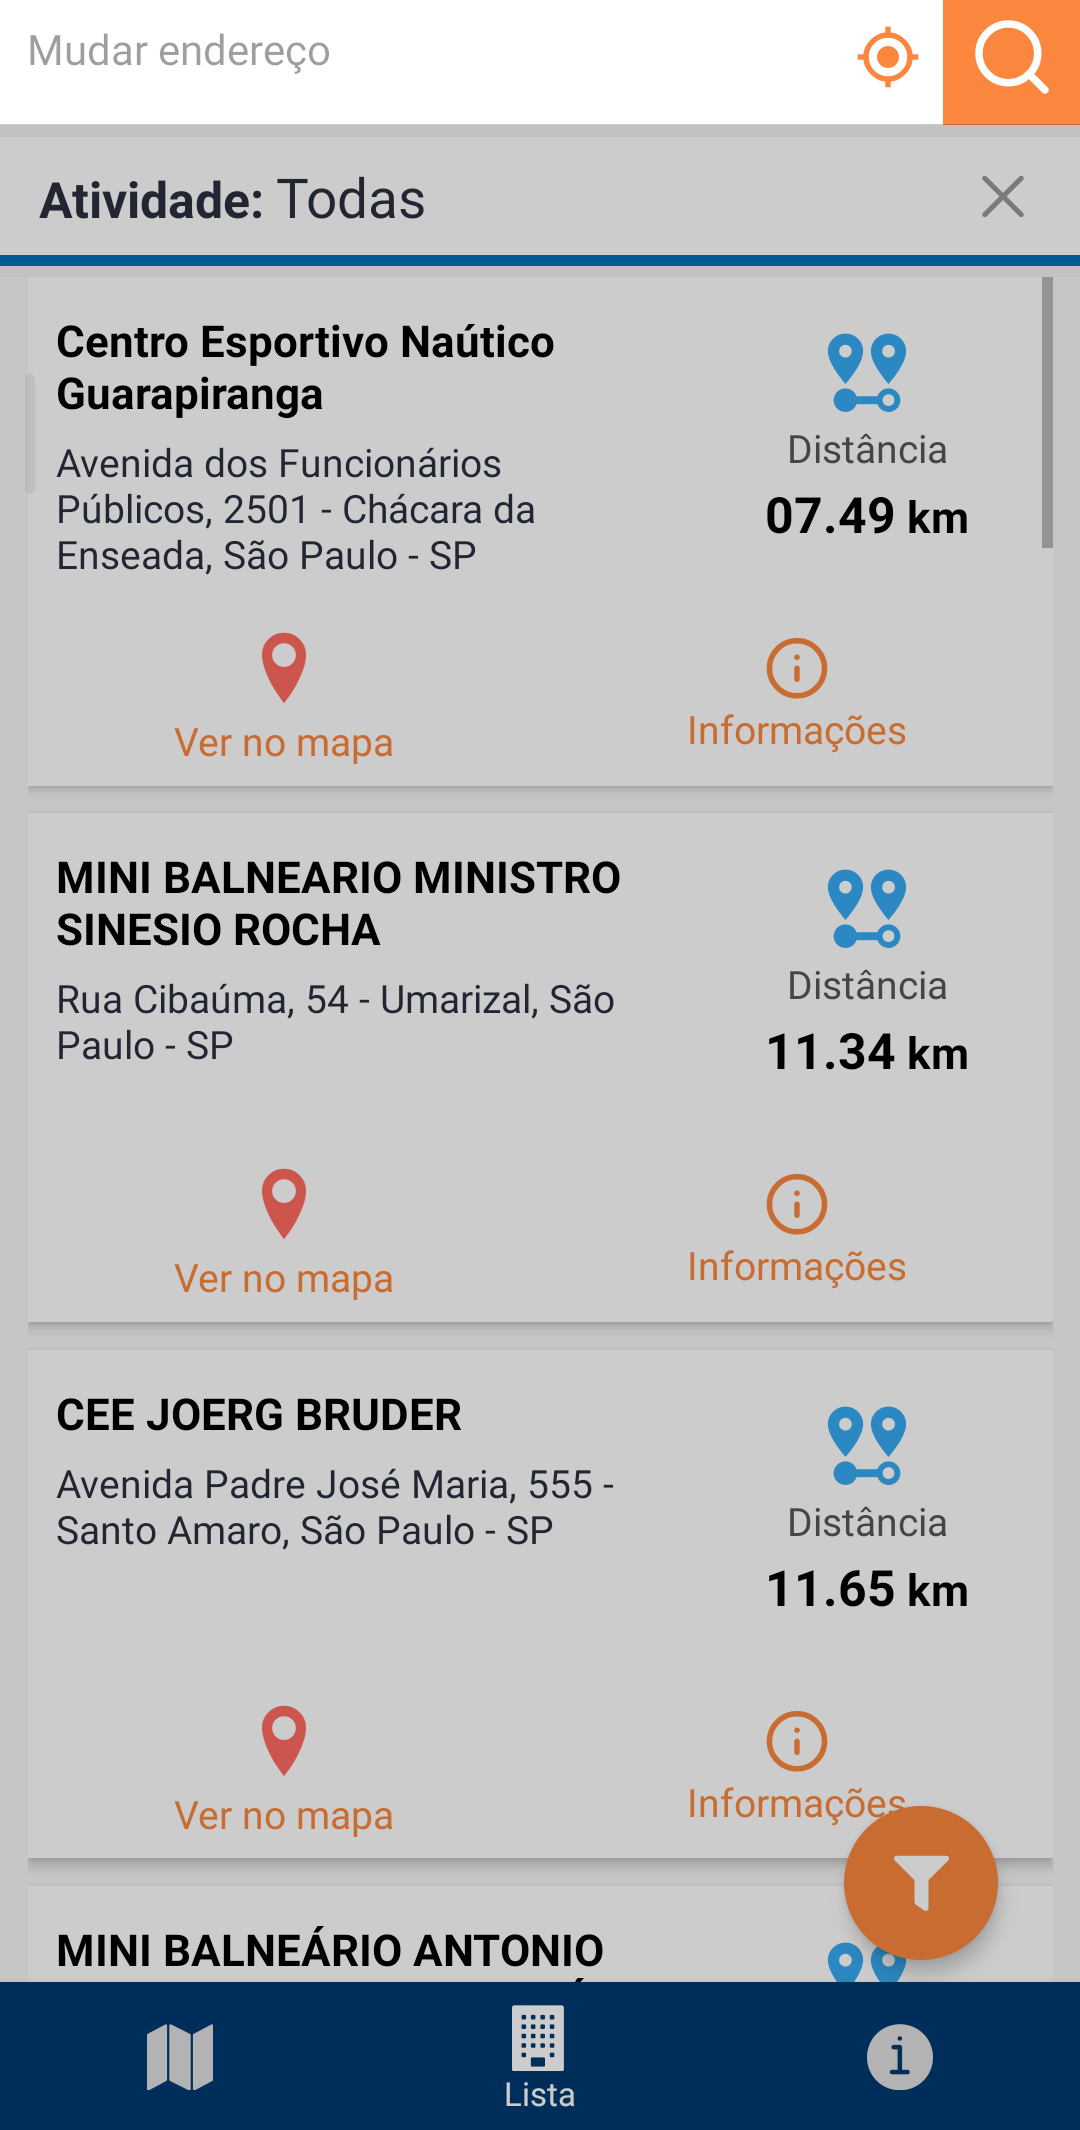 Mudar endereço
Atividade: Todas
Centro Esportivo Naútico
Guarapiranga
Avenida dos Funcionários
Públicos, 2501 - Chácara da
Enseada, São Paulo - SP
Distância
07.49 km
Ver no mapa
Informações
MINI BALNEARIO MINISTRO
SINESIO ROCHA
Rua Cibaúma, 54 - Umarizal, São
Paulo - SP
Distância
11.34 km
Ver no mapa
Informações
CEE JOERG BRUDER
Avenida Padre José Maria, 555 -
Santo Amaro, São Paulo - SP
Distância
11.65 km
Ver no mapa
Informações
MINI BALNEÁRIO ANTONIO
Lista